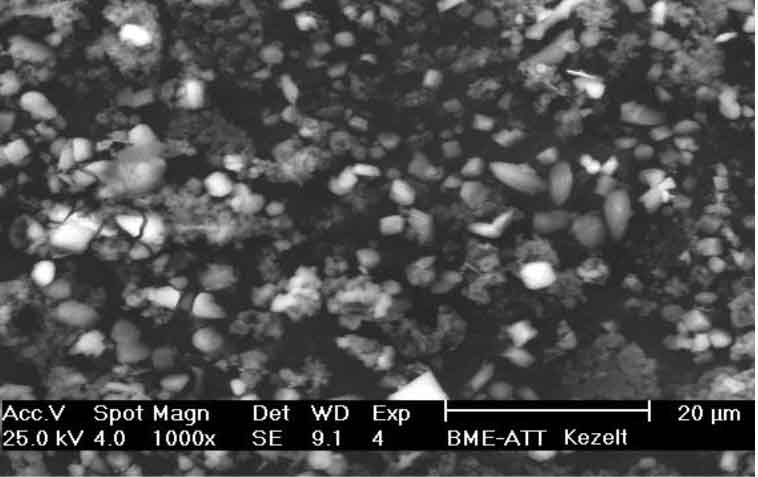 Acc.V Spot Magn Det WD Exp 20 µm
25.0 kV 4.0 1000x SE 9.1 4 BME-ATT Kezelt